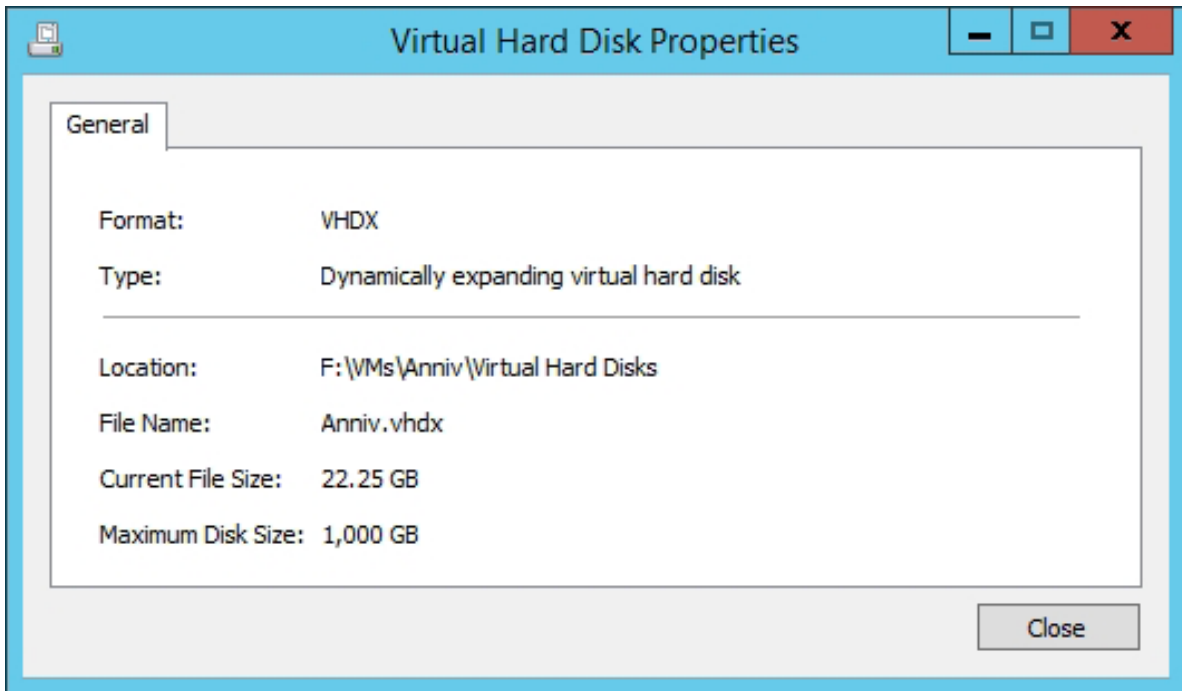 Virtual Hard Disk Properties
General
Format: VHDX
Type: Dynamically expanding virtual hard disk
Location: F:\VMs\Anniv\Virtual Hard Disks
File Name: Anniv.vhdx
Current File Size: 22.25 GB
Maximum Disk Size: 1,000 GB
Close